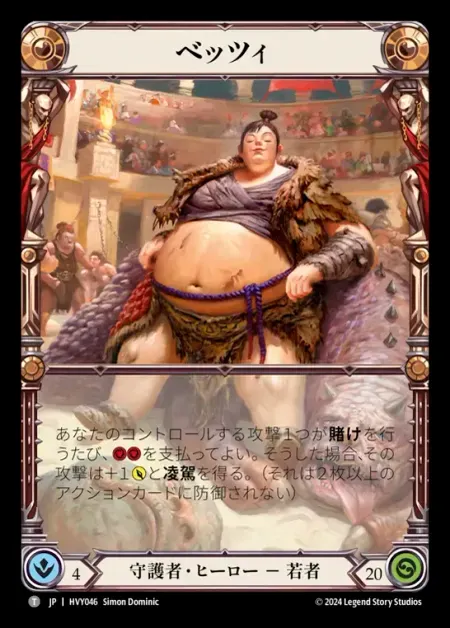 ベッツィ
あなたのコントロールする攻撃1つが賭けを行
うたび、を支払ってよい。そうした場合、その
攻撃は+1と凌駕を得る。（それは2枚以上の
アクションカードに防御されない）
4
守護者・ヒーロー － 若者
20
T JP | HVY046 Simon Dominic
© 2024 Legend Story Studios